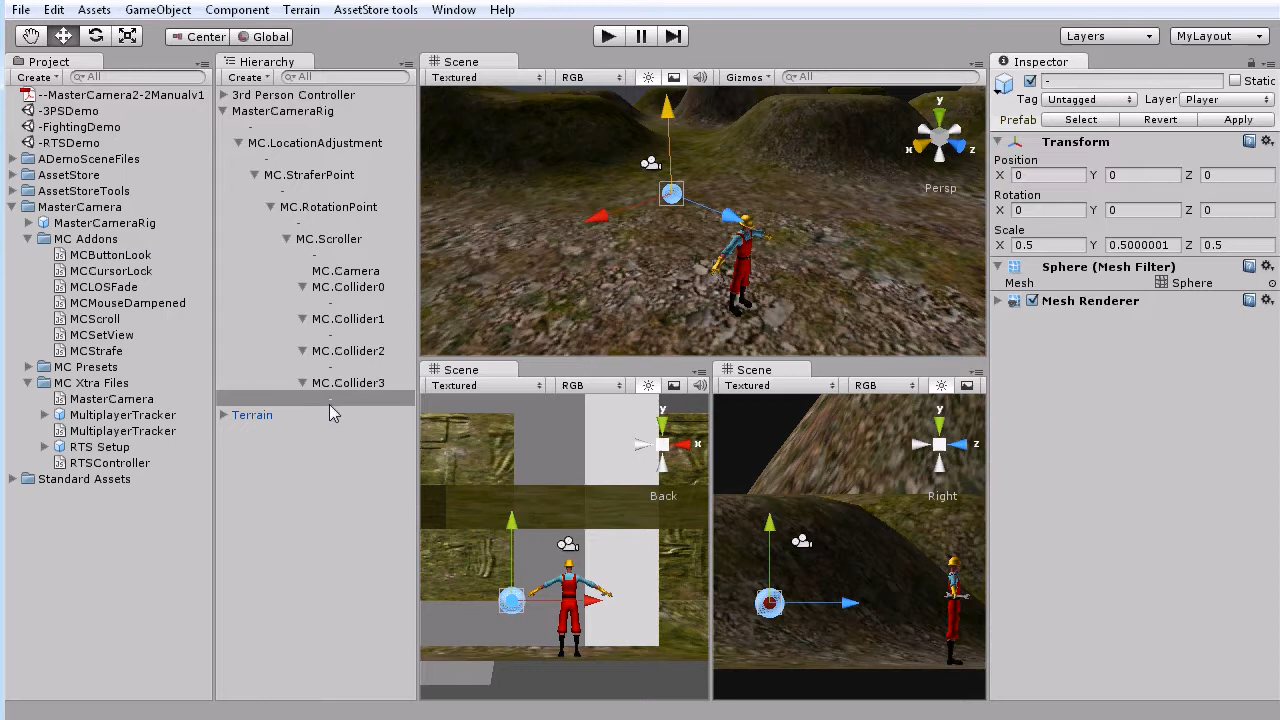 File Edit Assets GameObject Component Terrain AssetStore tools Window Help
Center Global Layers MyLayout
Project
Create All
--MasterCamera2-2Manualv1
-3PSDemo
-FightingDemo
-RTSDemo
ADemoSceneFiles
AssetStore
AssetStoreTools
MasterCamera
MasterCameraRig
MC Addons
MCButtonLook
MCCursorLock
MCLOSFade
MCMouseDampened
MCScroll
MCSetView
MCStrafe
MC Presets
MC Xtra Files
MasterCamera
MultiplayerTracker
MultiplayerTracker
RTS Setup
RTSController
Standard Assets
Hierarchy
Create All
3rd Person Controller
MasterCameraRig
-
MC.LocationAdjustment
-
MC.StraferPoint
-
MC.RotationPoint
-
MC.Scroller
-
MC.Camera
MC.Collider0
-
MC.Collider1
-
MC.Collider2
-
MC.Collider3
-
Terrain
Scene
Textured RGB Gizmos All
y
x z
Persp
Scene
Textured RGB
y
x
Back
Scene
Textured RGB
y
z
Right
Inspector
- Static
Tag Untagged Layer Player
Prefab Select Revert Apply
Transform
Position
X 0 Y 0 Z 0
Rotation
X 0 Y 0 Z 0
Scale
X 0.5 Y 0.5000001 Z 0.5
Sphere (Mesh Filter)
Mesh Sphere
Mesh Renderer